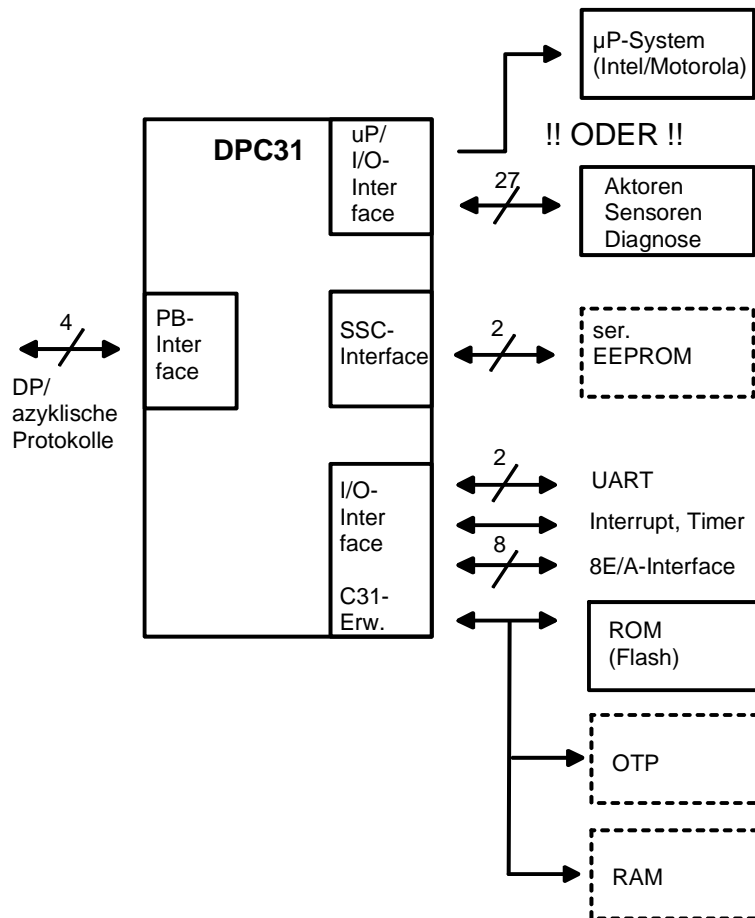 µP-System
(Intel/Motorola)
DPC31
uP/
I/O-
Inter
face
!! ODER !!
27
Aktoren
Sensoren
Diagnose
4
PB-
Inter
face
DP/
azyklische
Protokolle
SSC-
Interface
2
ser.
EEPROM
I/O-
Inter
face
C31-
Erw.
2
UART
Interrupt, Timer
8
8E/A-Interface
ROM
(Flash)
OTP
RAM